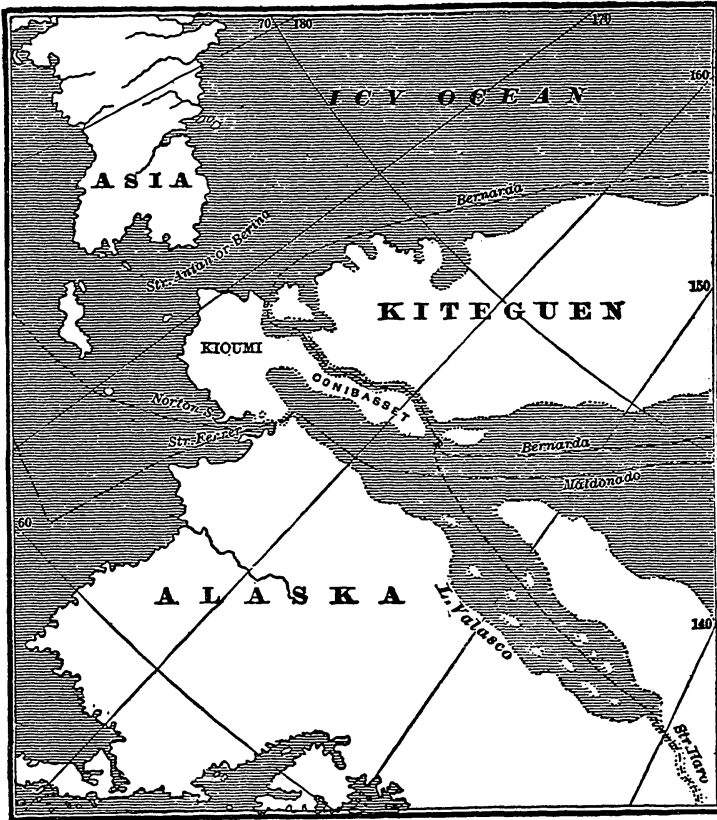 70 180 170
160
ICY OCEAN
ASIA
Bernarda
Str. Anian or Bering
150
KITEGUEN
KIQUMI
CONIBASSET
Norton S.
Str. Ferrer
Bernarda
Maldonado
60
ALASKA
L. Valasco
140
Str. Haro